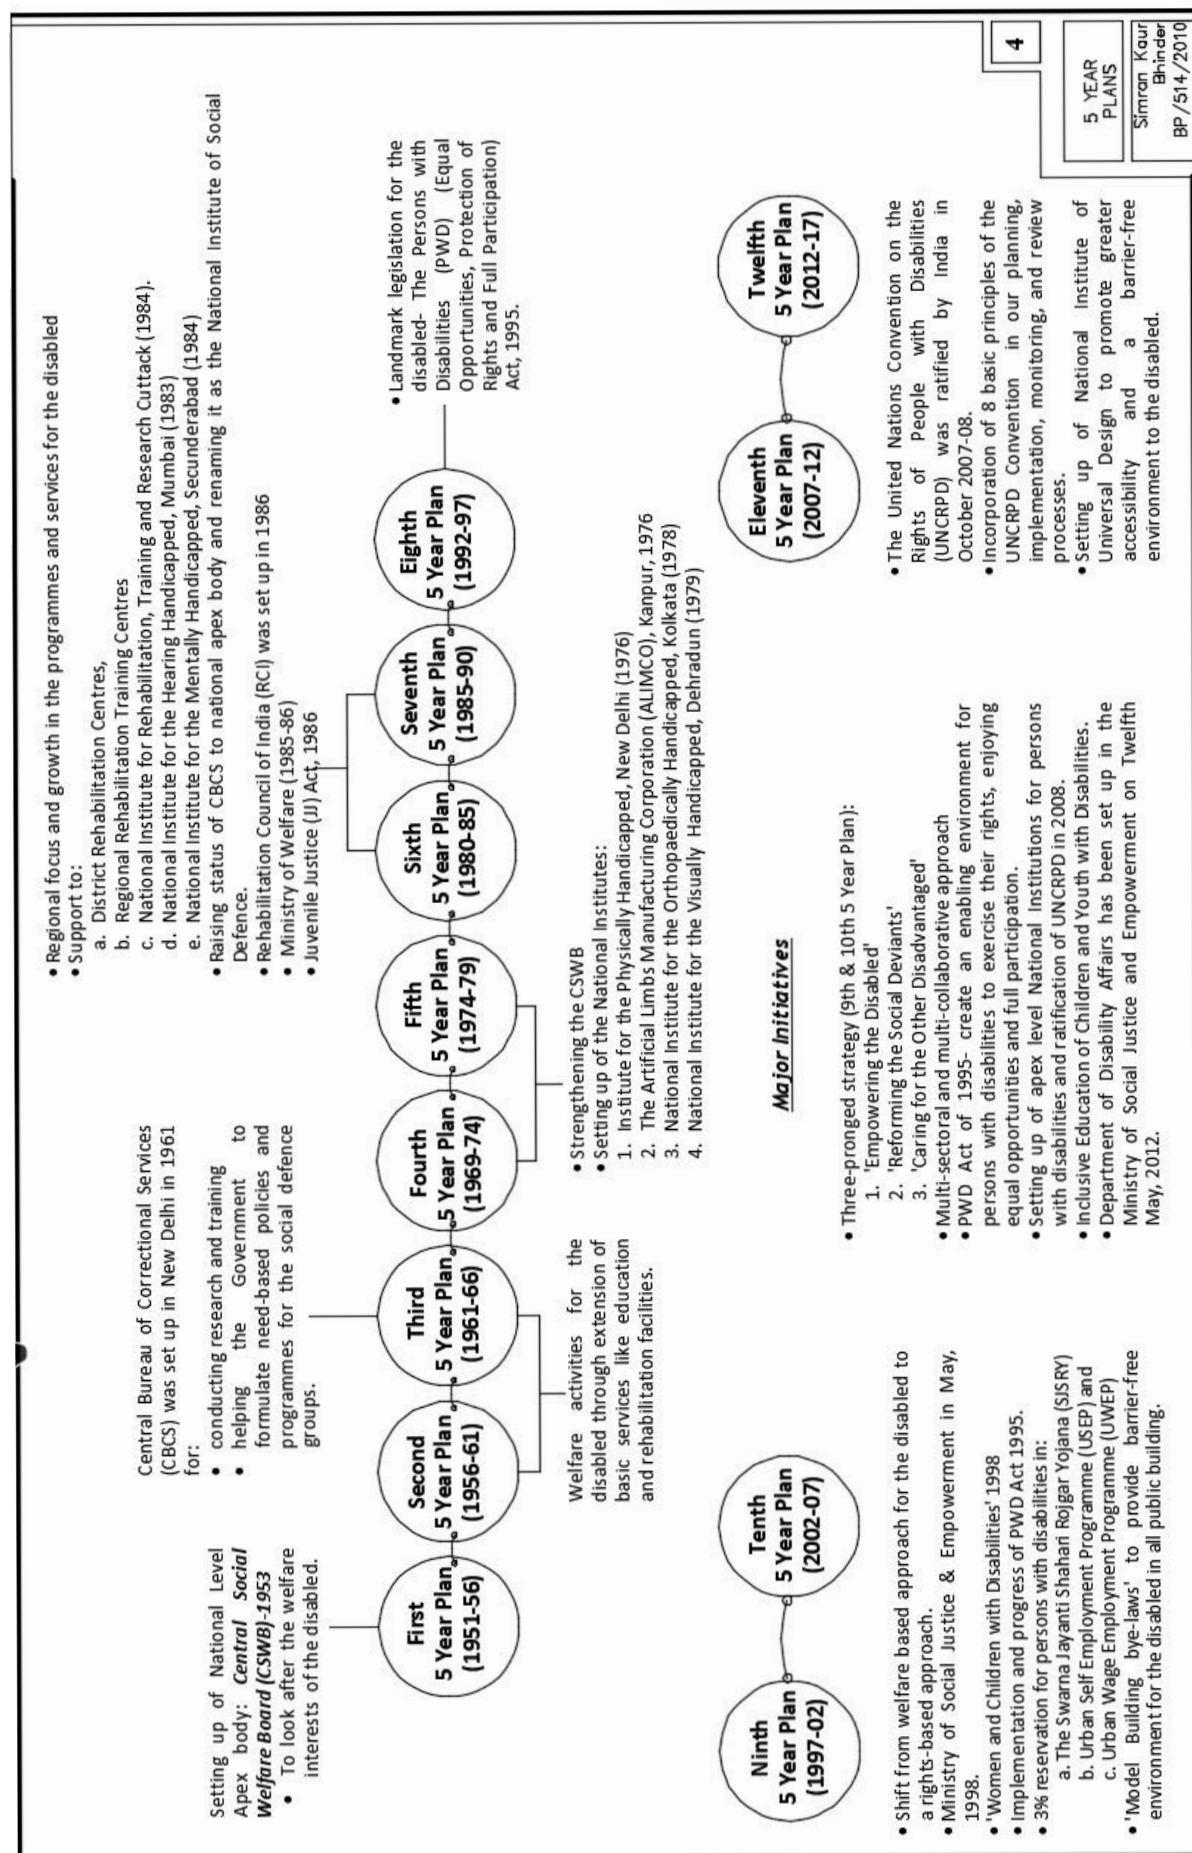 Setting up of National Level
Apex body: Central Social
Welfare Board (CSWB)-1953
• To look after the welfare
interests of the disabled.
Central Bureau of Correctional Services
(CBCS) was set up in New Delhi in 1961
for:
• conducting research and training
• helping the Government to
formulate need-based policies and
programmes for the social defence
groups.
• Regional focus and growth in the programmes and services for the disabled
• Support to:
a. District Rehabilitation Centres,
b. Regional Rehabilitation Training Centres
c. National Institute for Rehabilitation, Training and Research Cuttack (1984).
d. National Institute for the Hearing Handicapped, Mumbai (1983)
e. National Institute for the Mentally Handicapped, Secunderabad (1984)
• Raising status of CBCS to national apex body and renaming it as the National Institute of Social
Defence.
• Rehabilitation Council of India (RCI) was set up in 1986
• Ministry of Welfare (1985-86)
• Juvenile Justice (JJ) Act, 1986
First
5 Year Plan
(1951-56)
Second
5 Year Plan
(1956-61)
Third
5 Year Plan
(1961-66)
Fourth
5 Year Plan
(1969-74)
Fifth
5 Year Plan
(1974-79)
Sixth
5 Year Plan
(1980-85)
Seventh
5 Year Plan
(1985-90)
Eighth
5 Year Plan
(1992-97)
• Landmark legislation for the
disabled- The Persons with
Disabilities (PWD) (Equal
Opportunities, Protection of
Rights and Full Participation)
Act, 1995.
Welfare activities for the
disabled through extension of
basic services like education
and rehabilitation facilities.
• Strengthening the CSWB
• Setting up of the National Institutes:
1. Institute for the Physically Handicapped, New Delhi (1976)
2. The Artificial Limbs Manufacturing Corporation (ALIMCO), Kanpur, 1976
3. National Institute for the Orthopaedically Handicapped, Kolkata (1978)
4. National Institute for the Visually Handicapped, Dehradun (1979)
Major Initiatives
Ninth
5 Year Plan
(1997-02)
Tenth
5 Year Plan
(2002-07)
Eleventh
5 Year Plan
(2007-12)
Twelfth
5 Year Plan
(2012-17)
• Shift from welfare based approach for the disabled to
a rights-based approach.
• Ministry of Social Justice & Empowerment in May,
1998.
• 'Women and Children with Disabilities' 1998
• Implementation and progress of PWD Act 1995.
• 3% reservation for persons with disabilities in:
a. The Swarna Jayanti Shahari Rojgar Yojana (SJSRY)
b. Urban Self Employment Programme (USEP) and
c. Urban Wage Employment Programme (UWEP)
• 'Model Building bye-laws' to provide barrier-free
environment for the disabled in all public building.
• Three-pronged strategy (9th & 10th 5 Year Plan):
1. 'Empowering the Disabled'
2. 'Reforming the Social Deviants'
3. 'Caring for the Other Disadvantaged'
• Multi-sectoral and multi-collaborative approach
• PWD Act of 1995- create an enabling environment for
persons with disabilities to exercise their rights, enjoying
equal opportunities and full participation.
• Setting up of apex level National Institutions for persons
with disabilities and ratification of UNCRPD in 2008.
• Inclusive Education of Children and Youth with Disabilities.
• Department of Disability Affairs has been set up in the
Ministry of Social Justice and Empowerment on Twelfth
May, 2012.
• The United Nations Convention on the
Rights of People with Disabilities
(UNCRPD) was ratified by India in
October 2007-08.
• Incorporation of 8 basic principles of the
UNCRPD Convention in our planning,
implementation, monitoring, and review
processes.
• Setting up of National Institute of
Universal Design to promote greater
accessibility and a barrier-free
environment to the disabled.
4
5 YEAR
PLANS
Simran Kaur
Bhinder
BP/514/2010